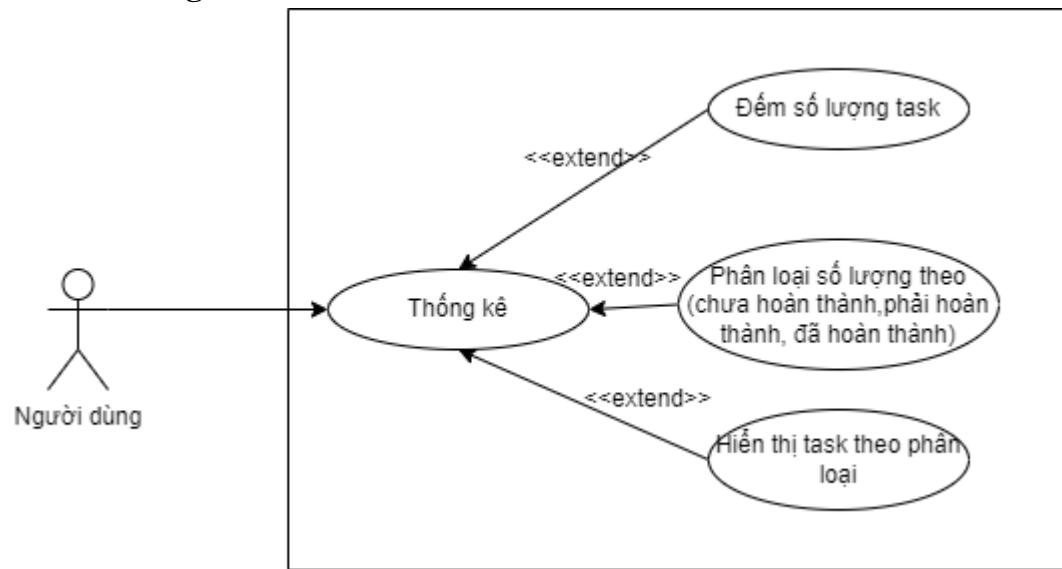 Đếm số lượng task
<<extend>>
<<extend>>
Phân loại số lượng theo
(chưa hoàn thành,phải hoàn
thành, đã hoàn thành)
Thống kê
<<extend>>
Người dùng
Hiển thị task theo phân
loại